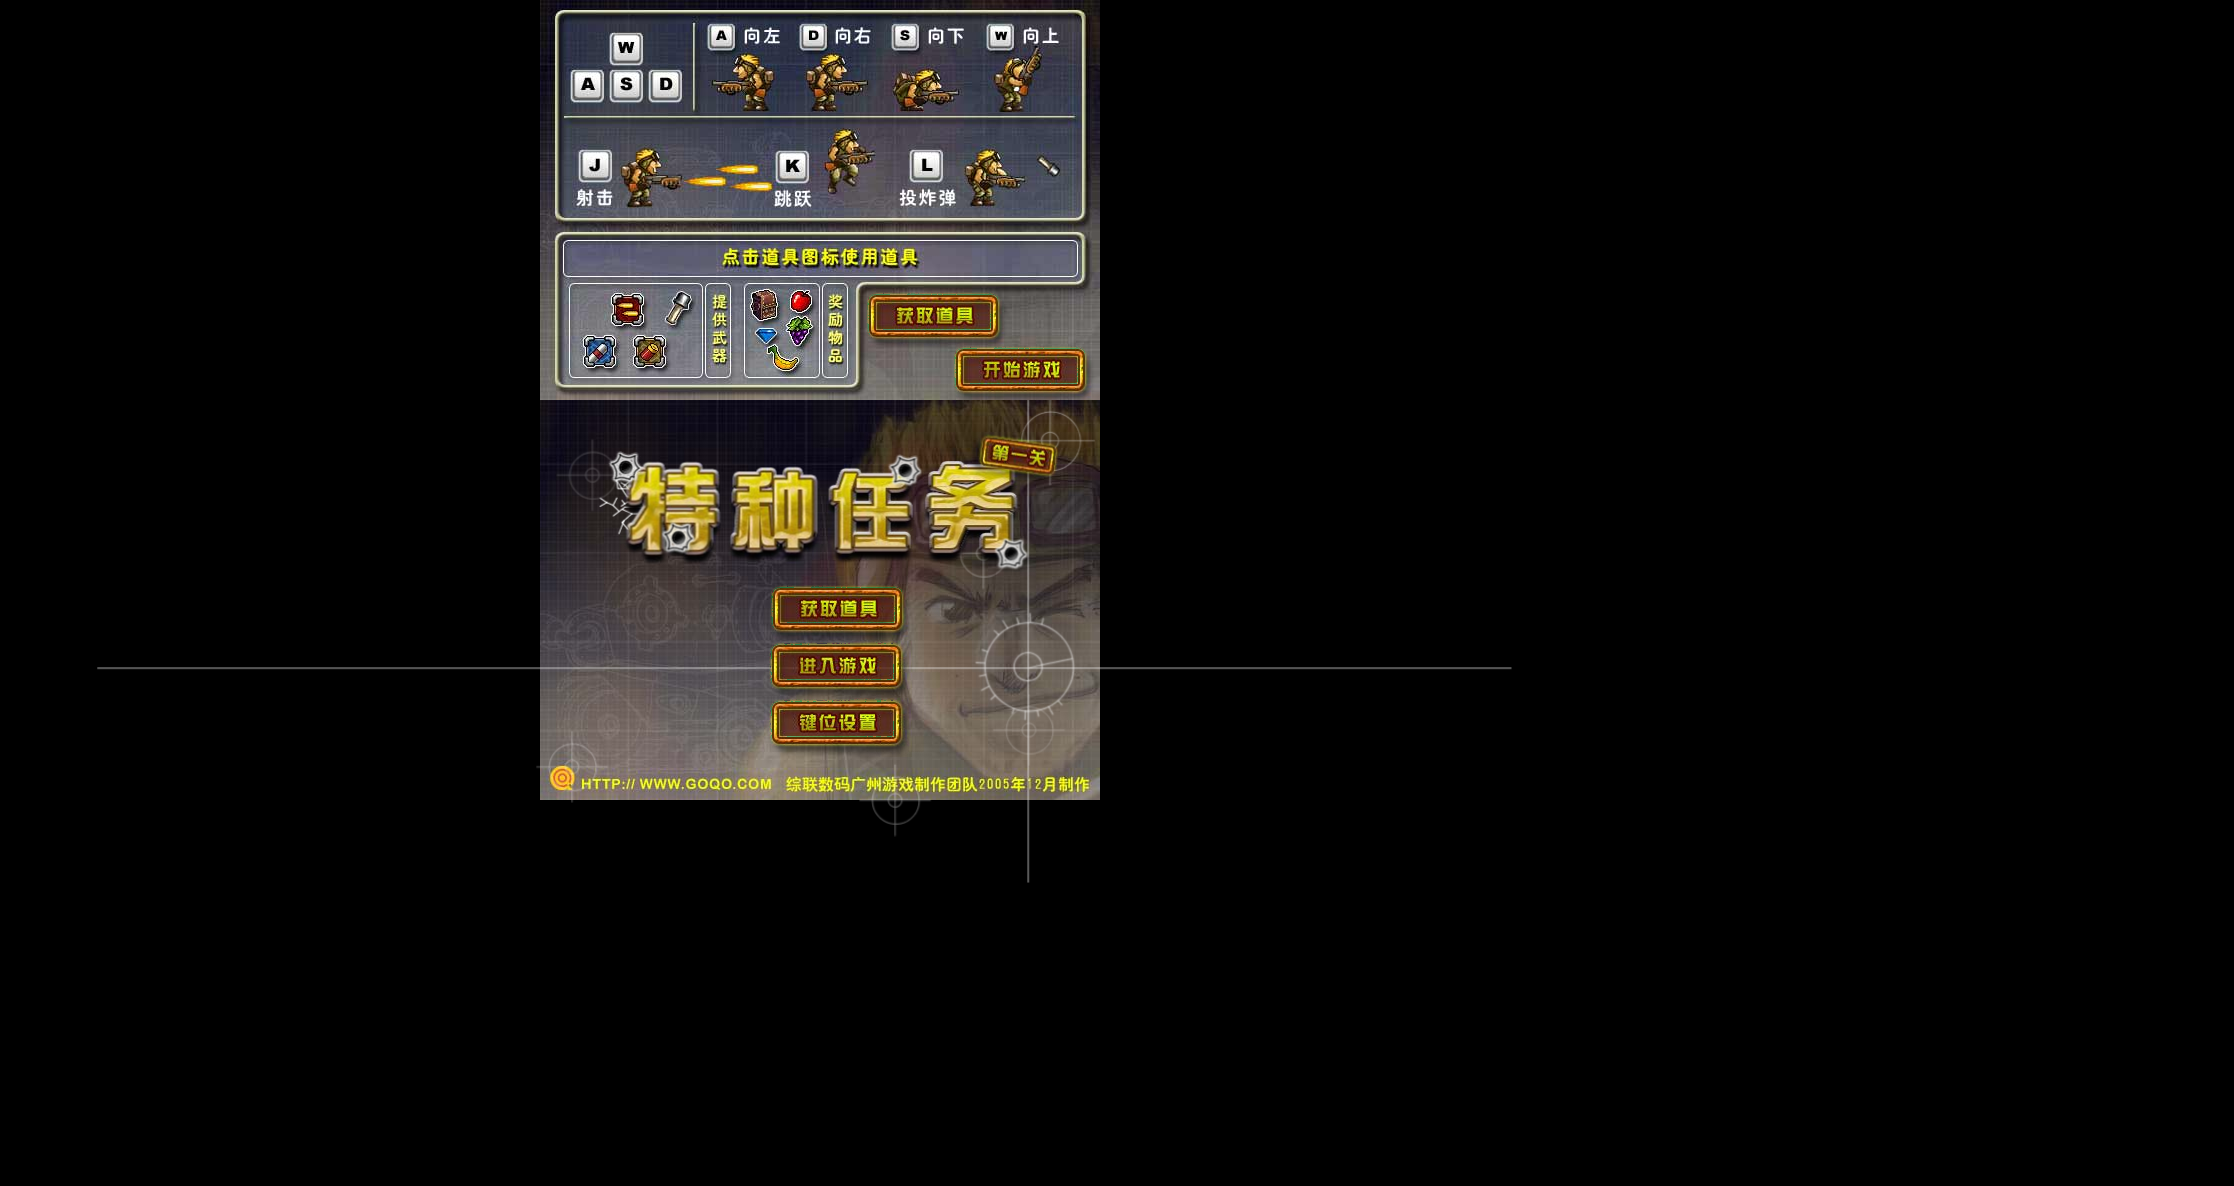 W
A S D
A 向左 D 向右 S 向下 W 向上
J 射击
K 跳跃
L 投炸弹
点击道具图标使用道具
提供武器
奖励物品
获取道具
开始游戏
第一关
特种任务
获取道具
进入游戏
键位设置
HTTP:// WWW.GOQO.COM 综联数码广州游戏制作团队2005年12月制作